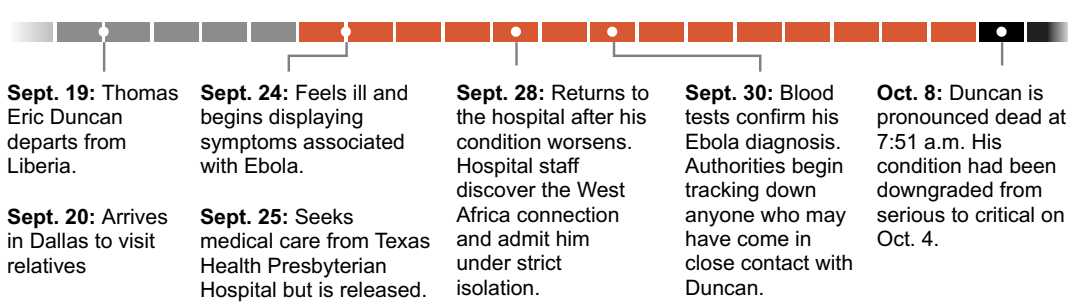 Sept. 19: Thomas
Eric Duncan
departs from
Liberia.
Sept. 20: Arrives
in Dallas to visit
relatives
Sept. 24: Feels ill and
begins displaying
symptoms associated
with Ebola.
Sept. 25: Seeks
medical care from Texas
Health Presbyterian
Hospital but is released.
Sept. 28: Returns to
the hospital after his
condition worsens.
Hospital staff
discover the West
Africa connection
and admit him
under strict
isolation.
Sept. 30: Blood
tests confirm his
Ebola diagnosis.
Authorities begin
tracking down
anyone who may
have come in
close contact with
Duncan.
Oct. 8: Duncan is
pronounced dead at
7:51 a.m. His
condition had been
downgraded from
serious to critical on
Oct. 4.